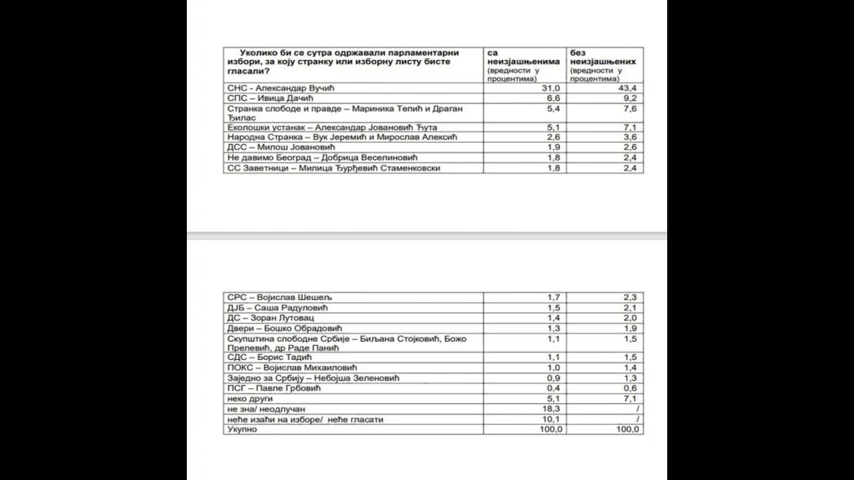 Уколико би се сутра одржавали парламентарни избори, за коју странку или изборну листу бисте гласали? са неизјашњенима (вредности у процентима) без неизјашњених (вредности у процентима)
СНС - Александар Вучић 31,0 43,4
СПС – Ивица Дачић 6,6 9,2
Странка слободе и правде – Мариника Тепић и Драган Ђилас 5,4 7,6
Еколошки устанак – Александар Јовановић Ћута 5,1 7,1
Народна Странка – Вук Јеремић и Мирослав Алексић 2,6 3,6
ДСС – Милош Јовановић 1,9 2,6
Не давимо Београд – Добрица Веселиновић 1,8 2,4
СС Заветници – Милица Ђурђевић Стаменковски 1,8 2,4
СРС – Војислав Шешељ 1,7 2,3
ДЈБ – Саша Радуловић 1,5 2,1
ДС – Зоран Лутовац 1,4 2,0
Двери – Бошко Обрадовић 1,3 1,9
Скупштина слободне Србије – Биљана Стојковић, Божо Прелевић, др Раде Панић 1,1 1,5
СДС – Борис Тадић 1,1 1,5
ПОКС – Војислав Михаиловић 1,0 1,4
Заједно за Србију – Небојша Зеленовић 0,9 1,3
ПСГ – Павле Грбовић 0,4 0,6
неко други 5,1 7,1
не зна/ неодлучан 18,3 /
неће изаћи на изборе/ неће гласати 10,1 /
Укупно 100,0 100,0